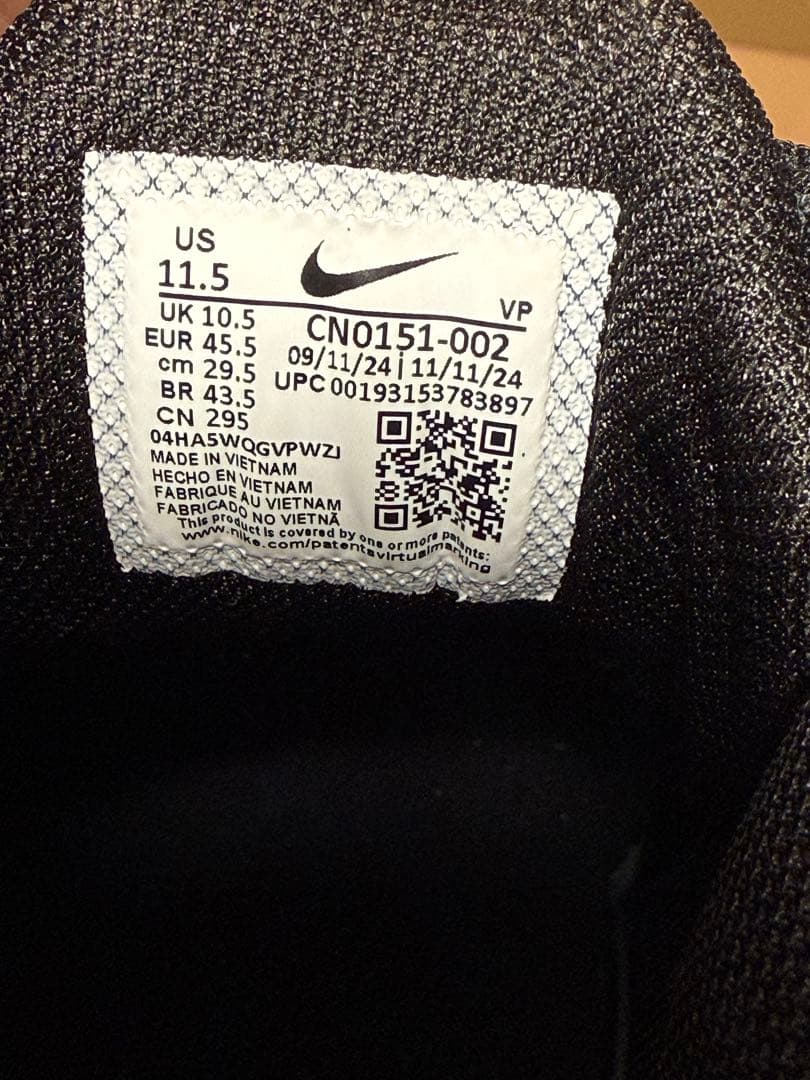 US
11.5
VP
UK 10.5
EUR 45.5
cm 29.5
BR 43.5
CN 295
CN0151-002
09/11/24 | 11/11/24
UPC 00193153783897
04HA5WQGVPWZJ
MADE IN VIETNAM
HECHO EN VIETNAM
FABRIQUE AU VIETNAM
FABRICADO NO VIETNÃ
This product is covered by one or more patents:
www.nike.com/patentsvirtualmarking